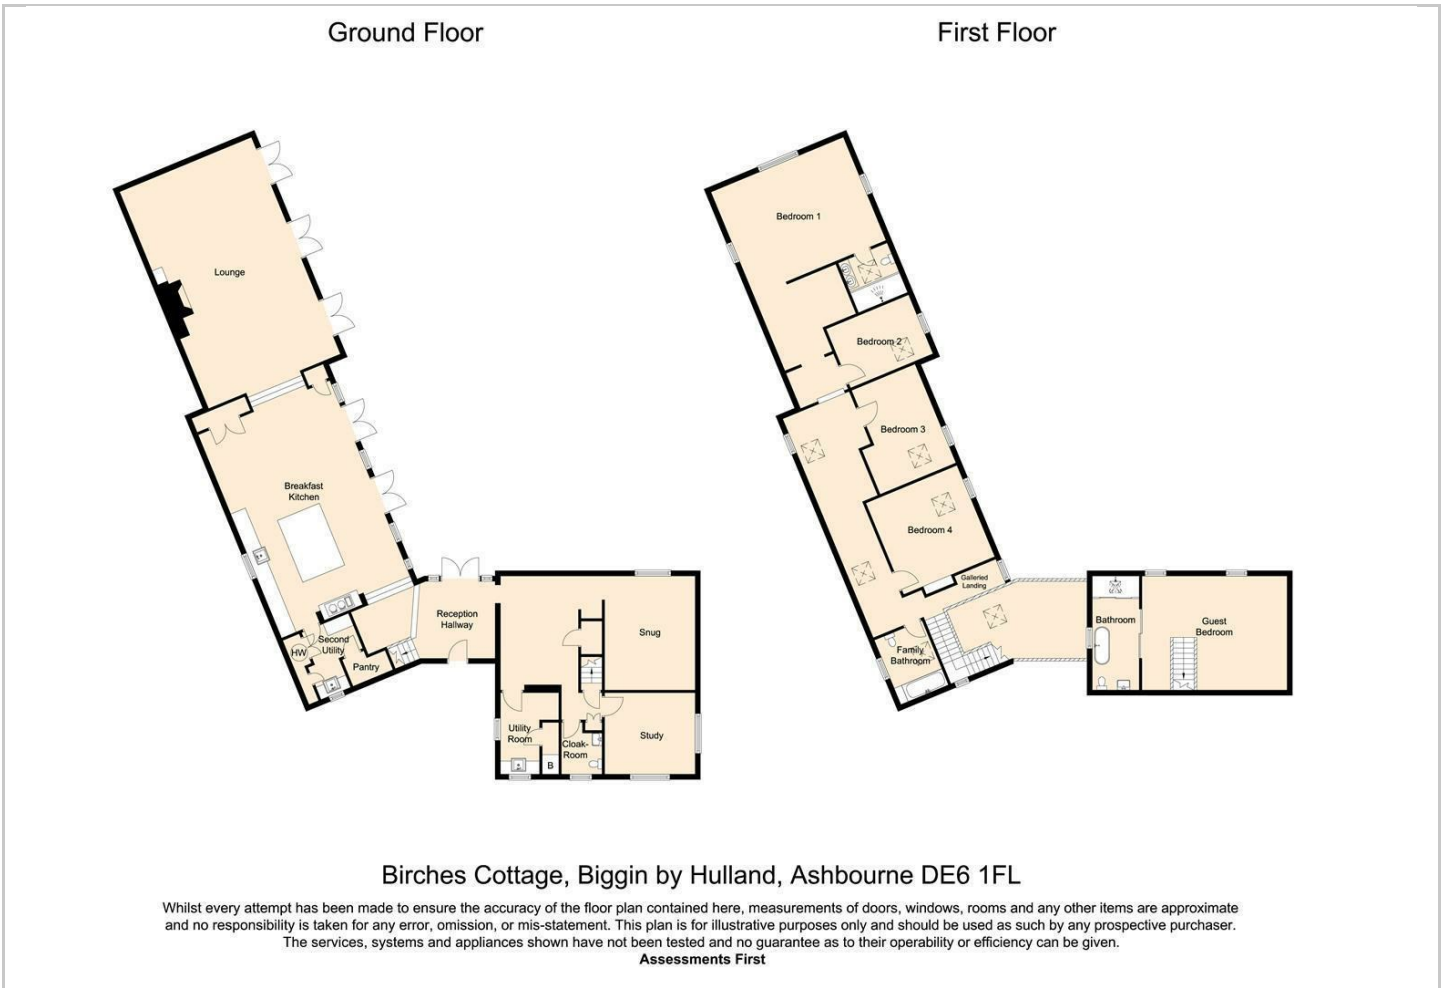 Ground Floor
First Floor
Lounge
Breakfast
Kitchen
HW
Second
Utility
Pantry
Reception
Hallway
Snug
Utility
Room
B
Cloak-
Room
Study
Bedroom 1
Bedroom 2
Bedroom 3
Bedroom 4
Galleried
Landing
Family
Bathroom
Bathroom
Guest
Bedroom
Birches Cottage, Biggin by Hulland, Ashbourne DE6 1FL
Whilst every attempt has been made to ensure the accuracy of the floor plan contained here, measurements of doors, windows, rooms and any other items are approximate
and no responsibility is taken for any error, omission, or mis-statement. This plan is for illustrative purposes only and should be used as such by any prospective purchaser.
The services, systems and appliances shown have not been tested and no guarantee as to their operability or efficiency can be given.
Assessments First